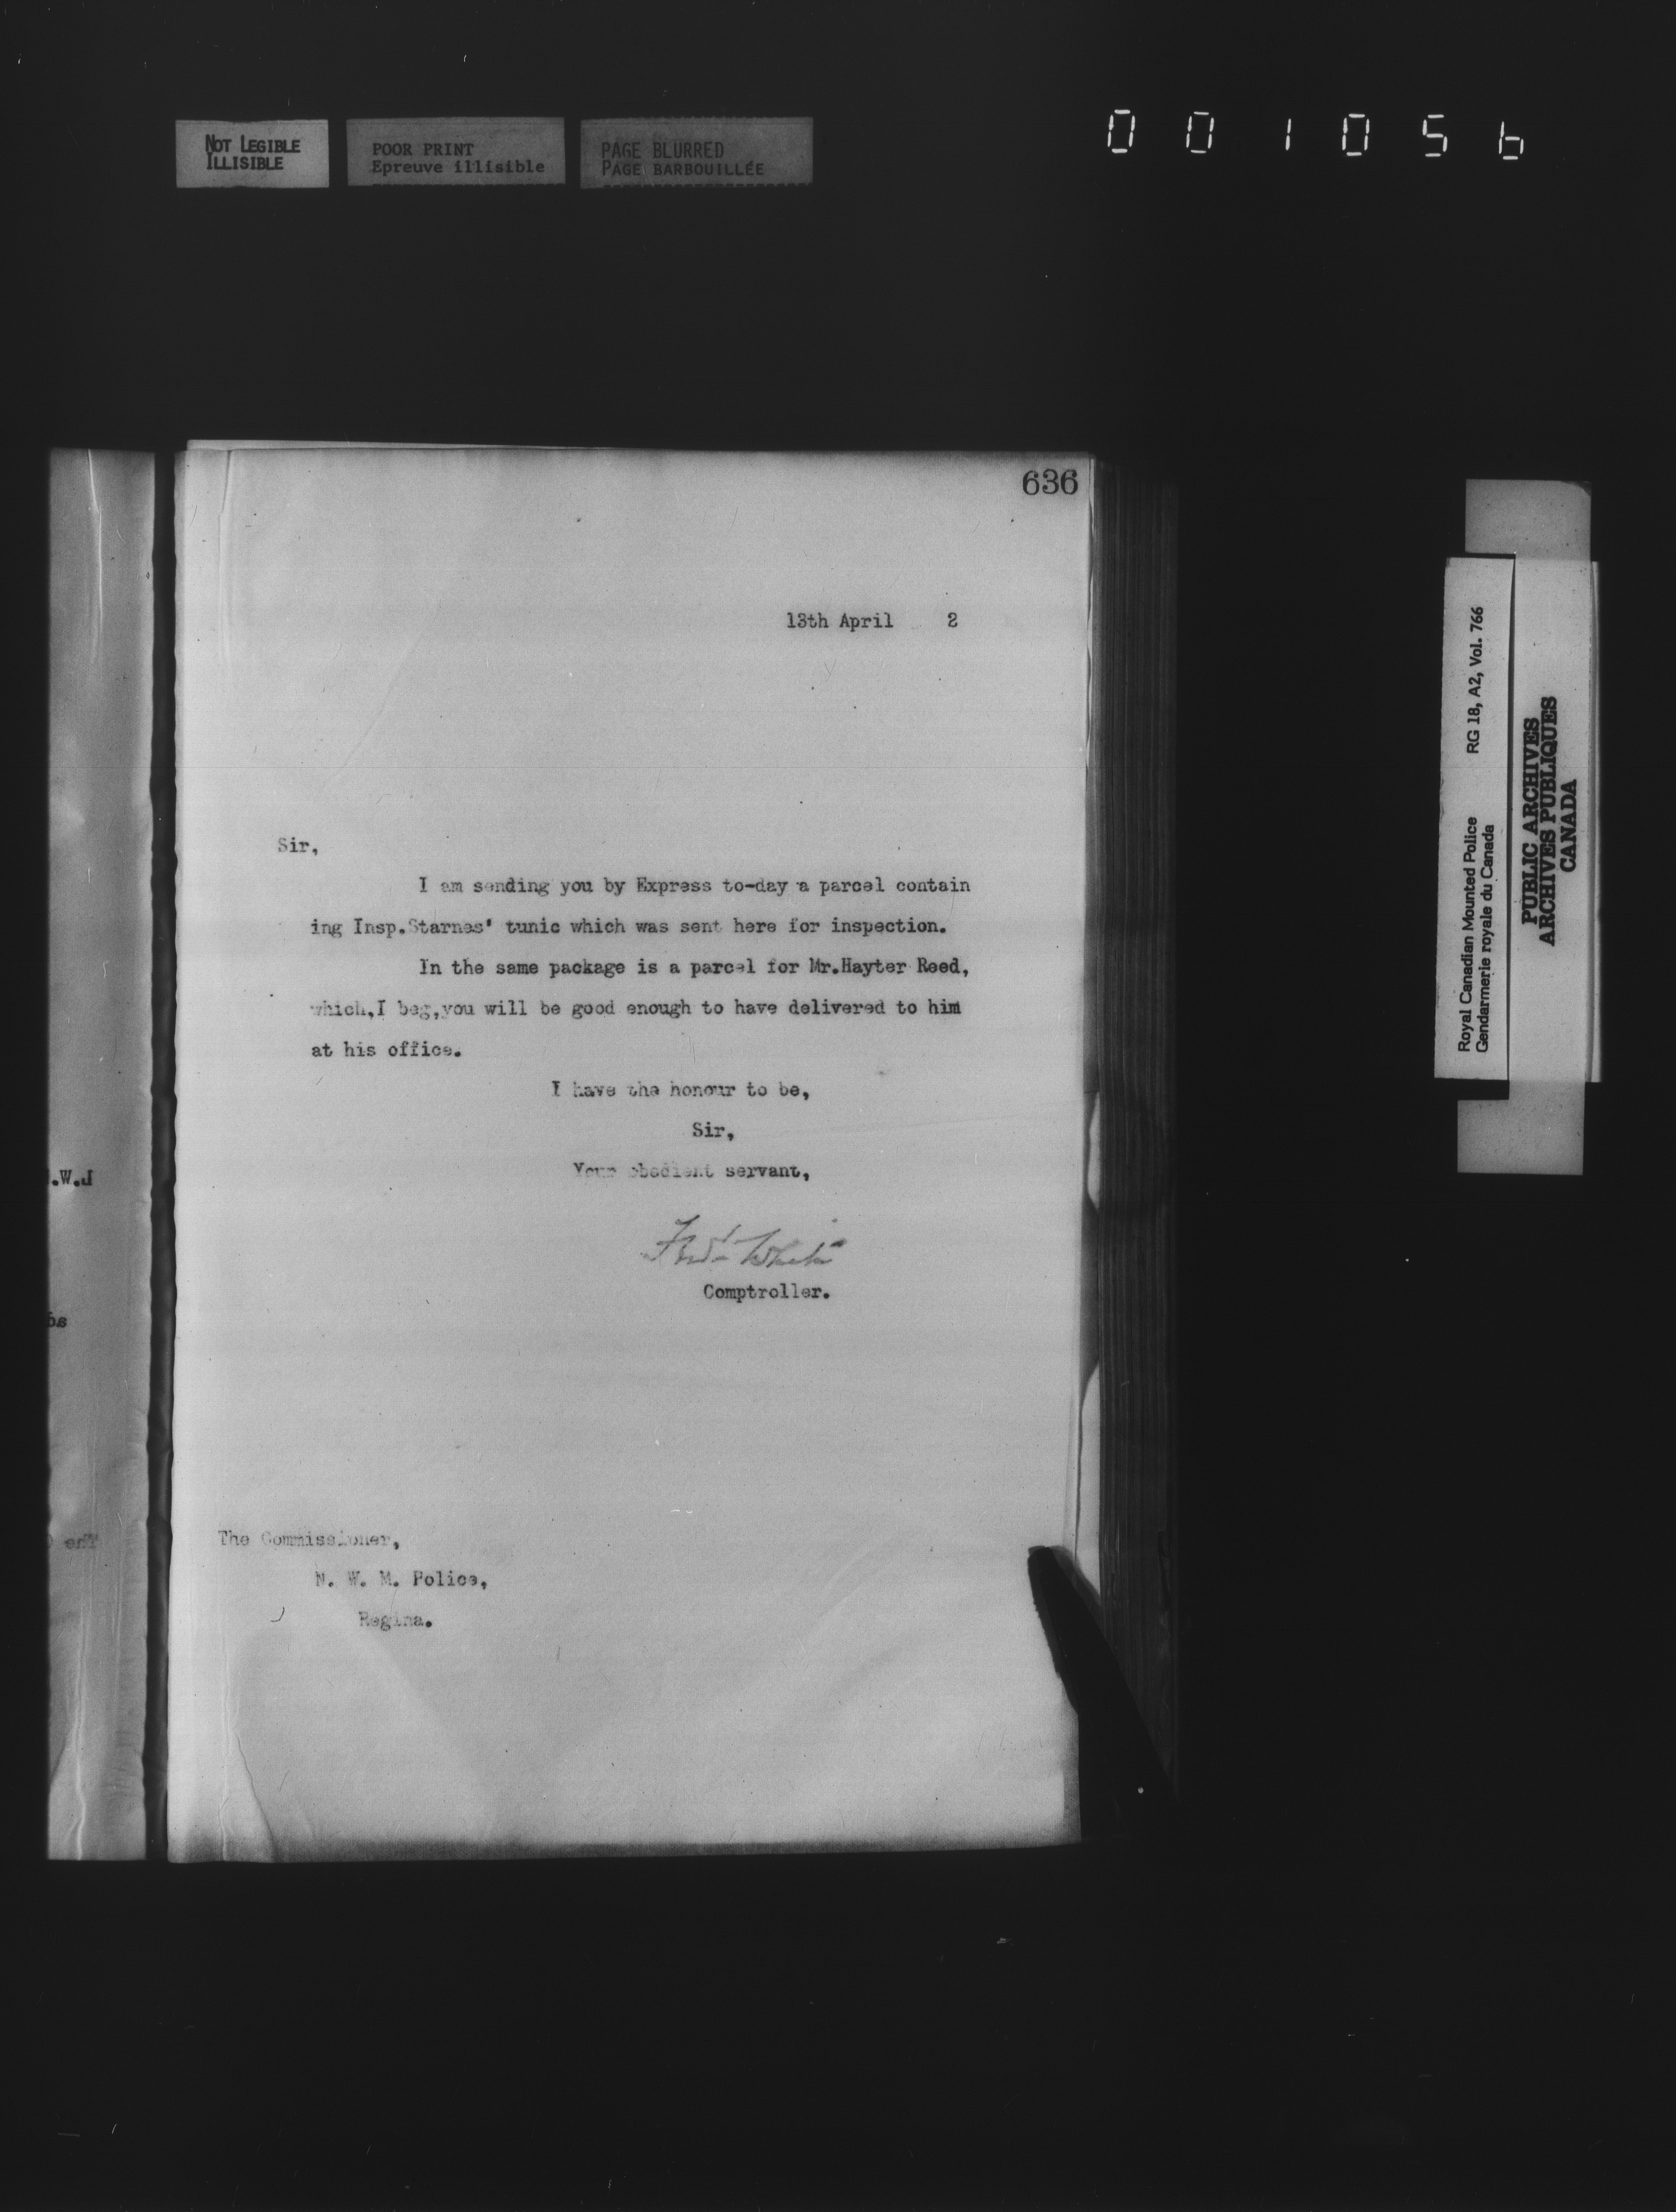 NOT LEGIBLE
ILLISIBLE
POOR PRINT
Epreuve illisible
PAGE BLURRED
PAGE BARBOUILLÉE
001056
636
13th April 2
Sir,
I am sending you by Express to-day a parcel contain
ing Insp.Starnes' tunic which was sent here for inspection.
In the same package is a parcel for Mr.Hayter Reed,
which,I beg,you will be good enough to have delivered to him
at his office.
I have the honour to be,
Sir,
Your obedient servant,
Fred White
Comptroller.
The Commissioner,
N. W. M. Police,
Regina.
Royal Canadian Mounted Police RG 18, A2, Vol. 766
Gendarmerie royale du Canada
PUBLIC ARCHIVES
ARCHIVES PUBLIQUES
CANADA